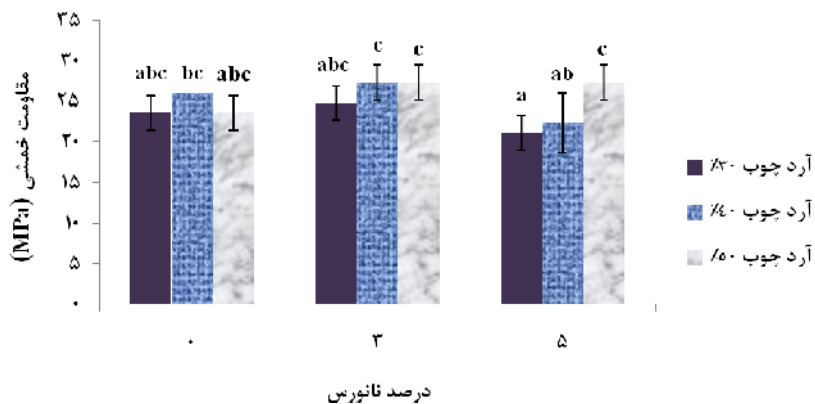 ۳۵
۳۰
۲۵
۲۰
۱۵
۱۰
۵
۰
مقاومت خمشی (MPa)
abc bc abc
abc c c
a ab c
۰ ۳ ۵
درصد نانورس
آرد چوب ۳۰٪
آرد چوب ٤۰٪
آرد چوب ۵۰٪